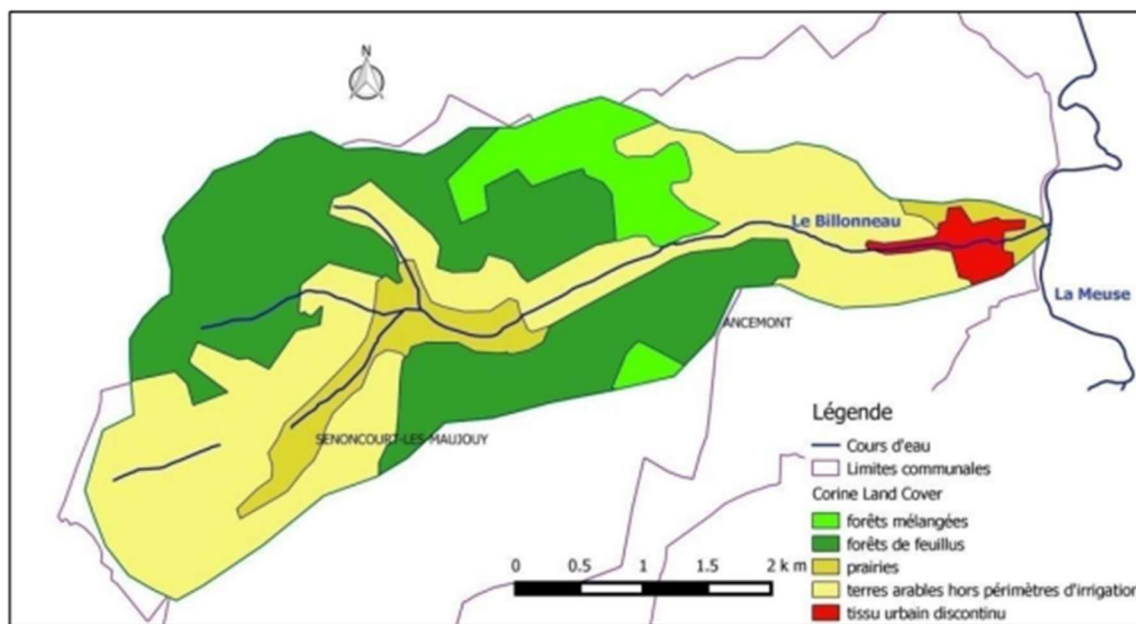 N
Le Billonneau
La Meuse
ANCEMONT
SENONCOURT-LES MAUJOUY
Légende
Cours d'eau
Limites communales
Corine Land Cover
forêts mélangées
forêts de feuillus
prairies
terres arables hors périmètres d'irrigation
tissu urbain discontinu
0 0.5 1 1.5 2 km